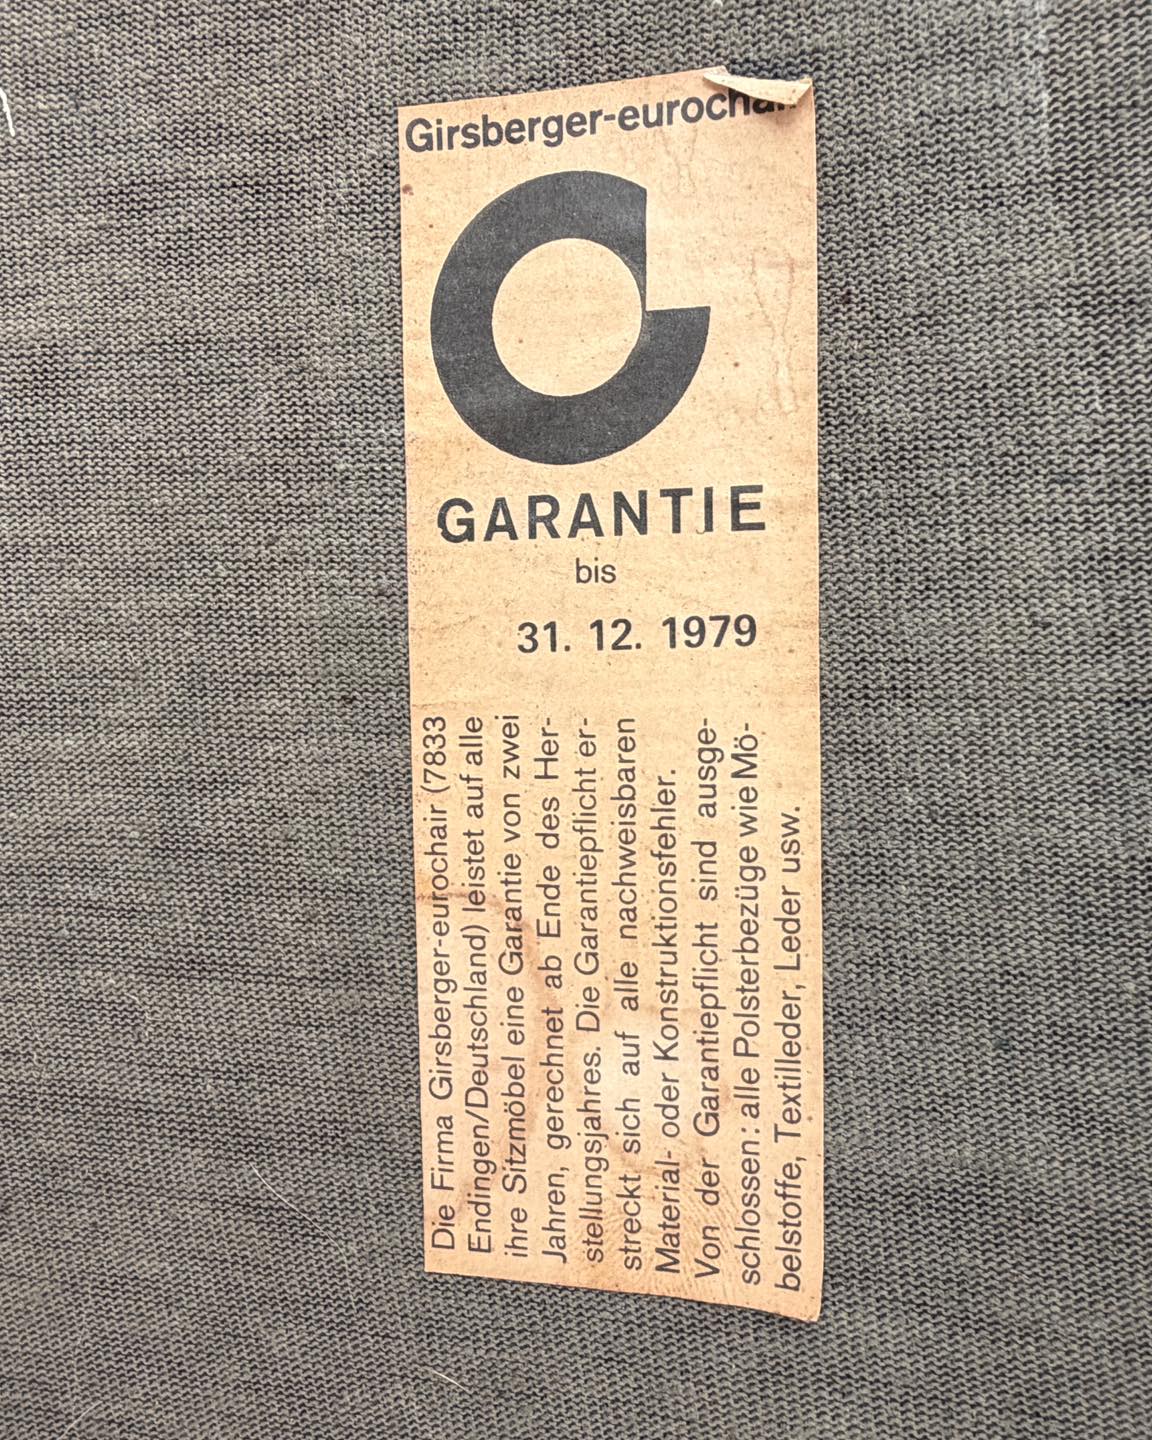 Girsberger-eurochair
GARANTIE
bis
31. 12. 1979
Die Firma Girsberger-eurochair (7833
Endingen/Deutschland) leistet auf alle
ihre Sitzmöbel eine Garantie von zwei
Jahren, gerechnet ab Ende des Her-
stellungsjahres. Die Garantiepflicht er-
streckt sich auf alle nachweisbaren
Material- oder Konstruktionsfehler.
Von der Garantiepflicht sind ausge-
schlossen: alle Polsterbezüge wie Mö-
belstoffe, Textilleder, Leder usw.